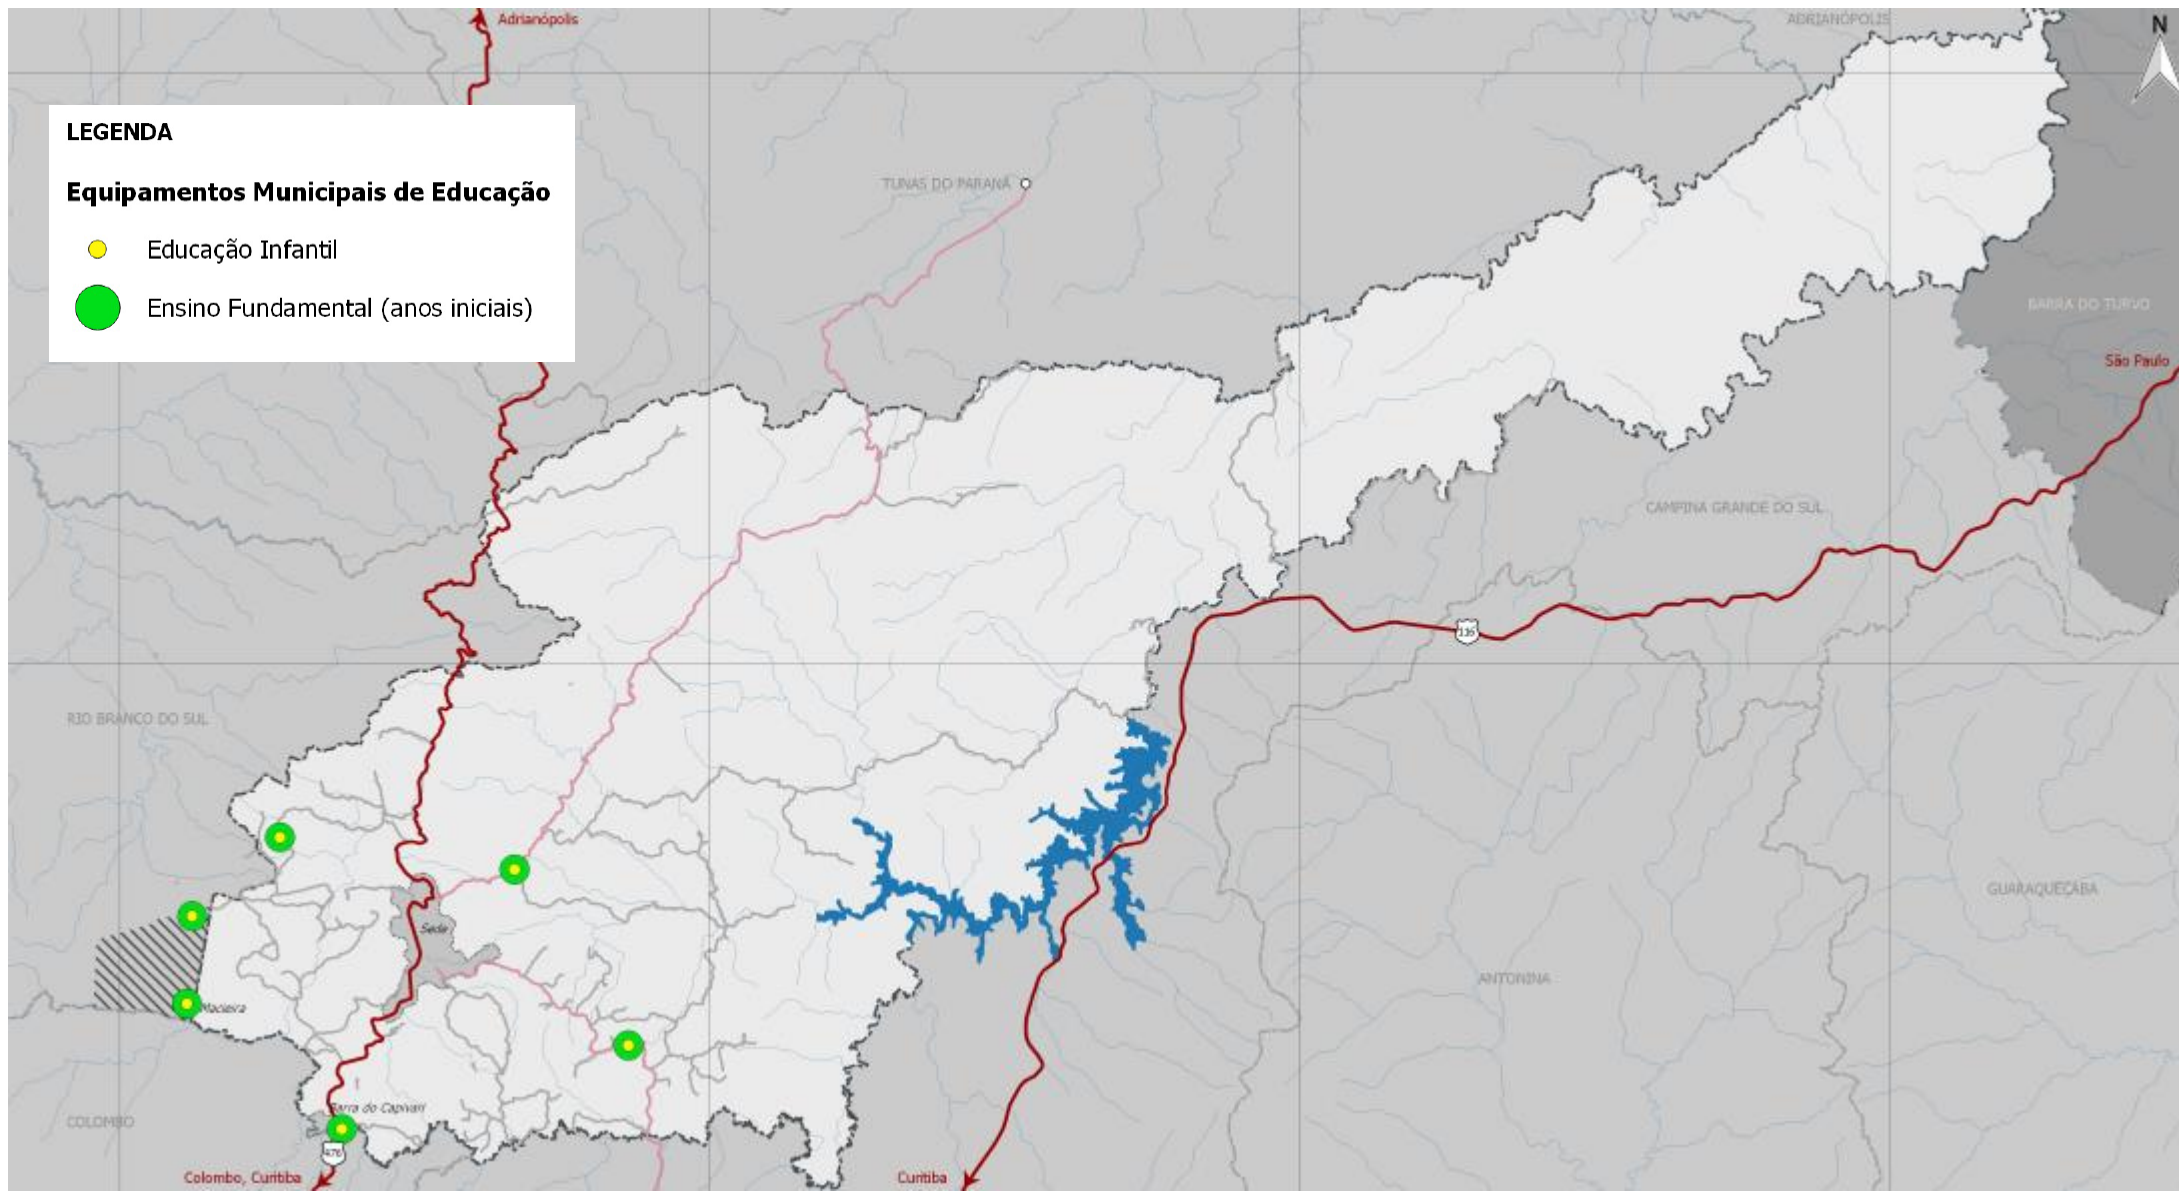 Adrianópolis
ADRIANÓPOLIS
N
LEGENDA
Equipamentos Municipais de Educação
Educação Infantil
Ensino Fundamental (anos iniciais)
TUNAS DO PARANÁ
BARRA DO TURVO
São Paulo
CAMPINA GRANDE DO SUL
116
RIO BRANCO DO SUL
GUARAQUEÇABA
Sede
ANTONINA
Macieira
Barra do Capivari
COLOMBO
476
Colombo, Curitiba
Curitiba